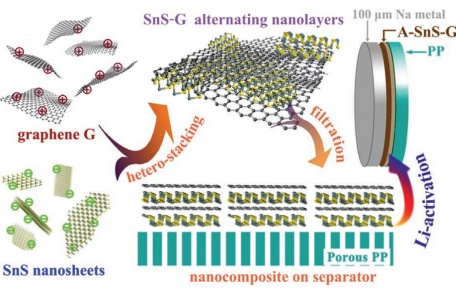 SnS-G alternating nanolayers
100 µm Na metal
A-SnS-G
PP
graphene G
hetero-stacking
filtration
Li-activation
SnS nanosheets
Porous PP
nanocomposite on separator